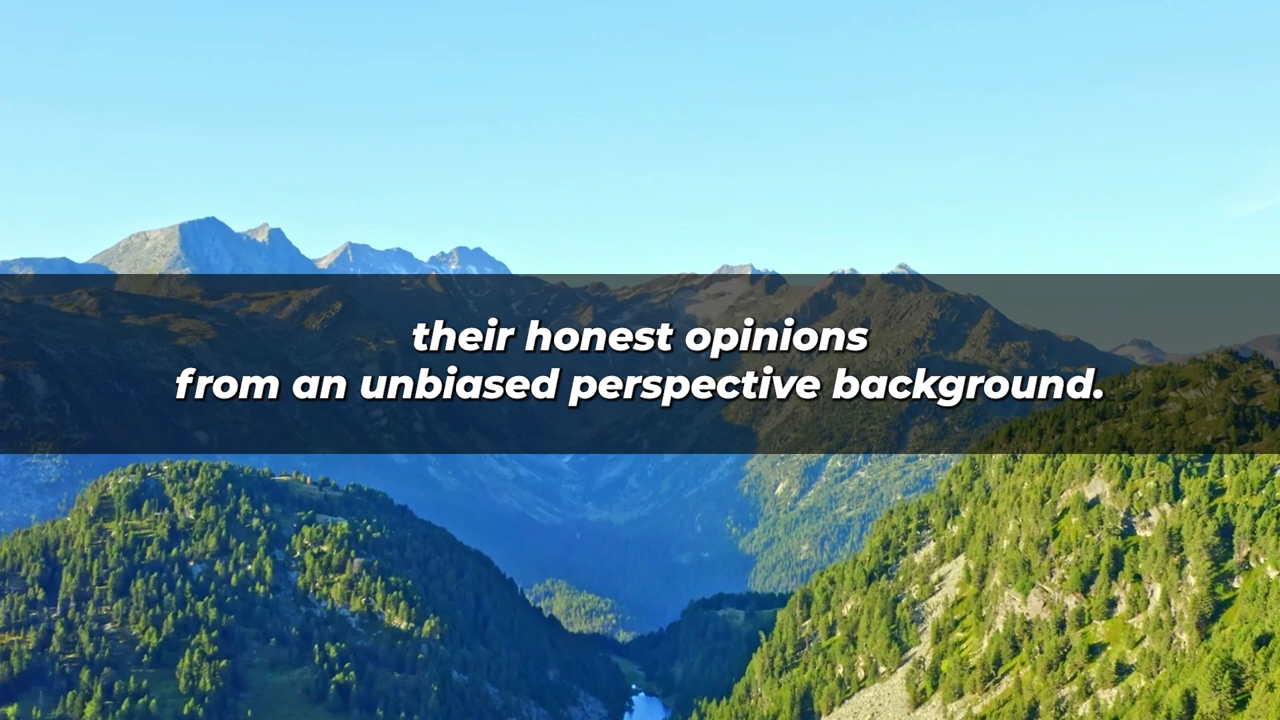 their honest opinions
from an unbiased perspective background.